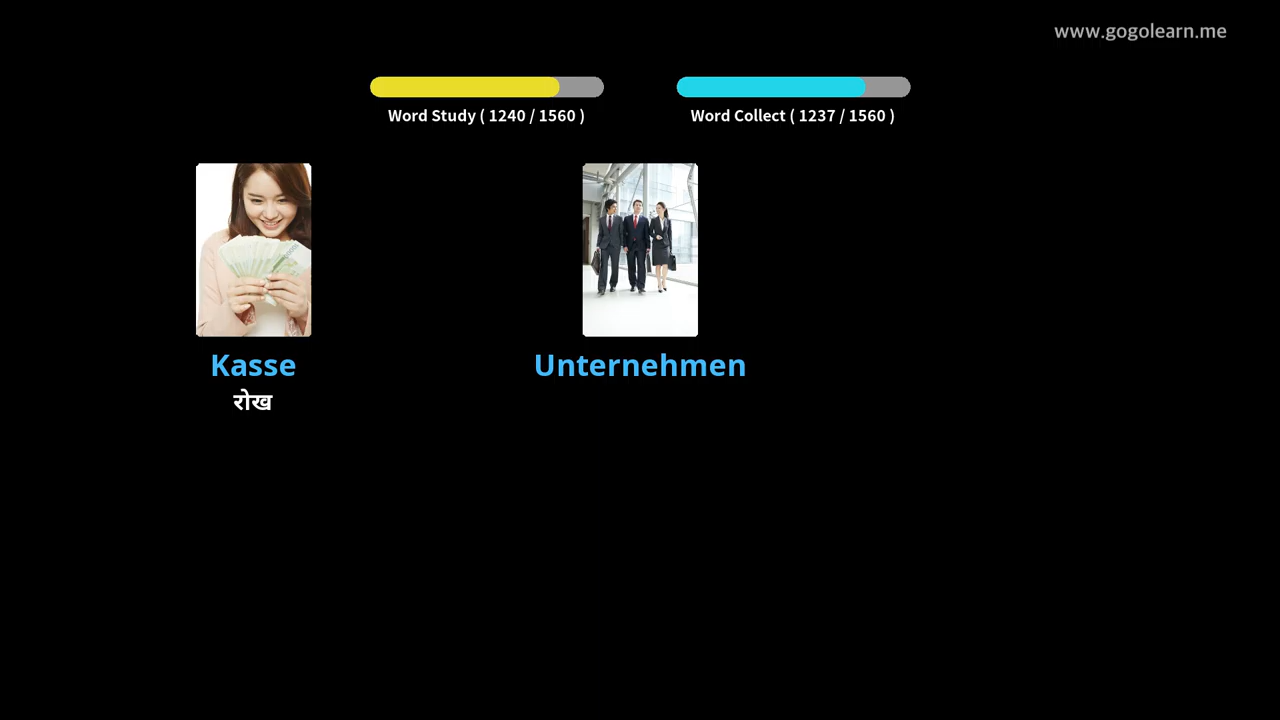 www.gogolearn.me
Word Study ( 1240 / 1560 )
Word Collect ( 1237 / 1560 )
Kasse
रोख
Unternehmen